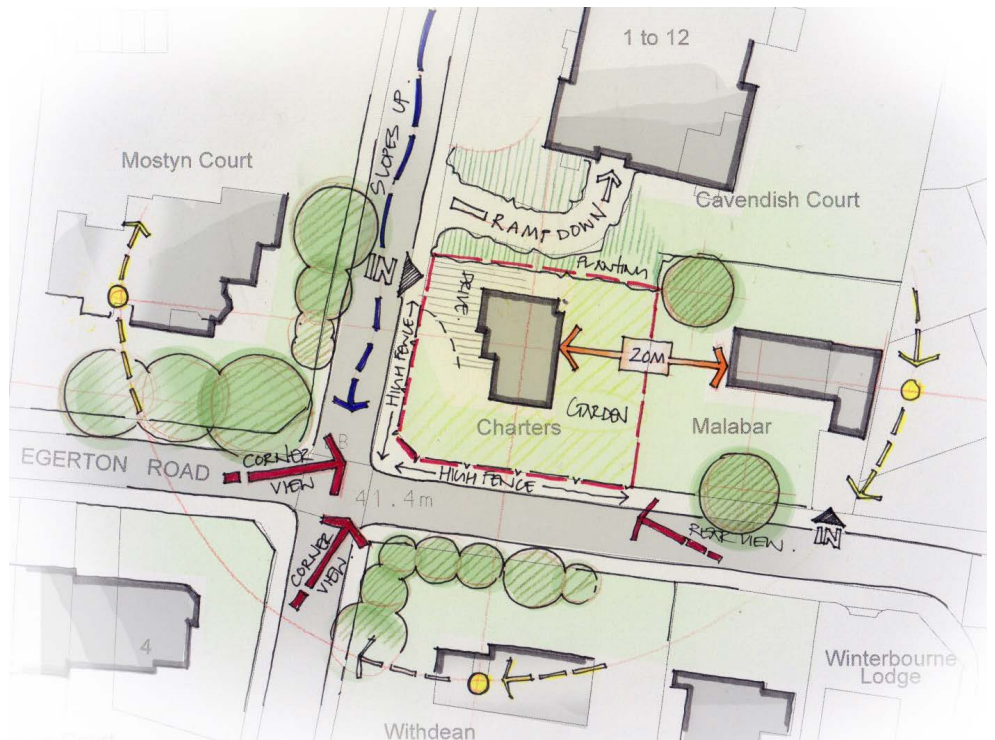 1 to 12
SLOPES UP.
Mostyn Court
RAMP DOWN
Cavendish Court
IN
PLANTING
DRIVE
HIGH FENCE
20M
GARDEN
Charters
Malabar
EGERTON ROAD
CORNER
VIEW
HIGH FENCE
41.4m
REAR VIEW.
IN
CORNER
VIEW.
4
Winterbourne
Lodge
Withdean